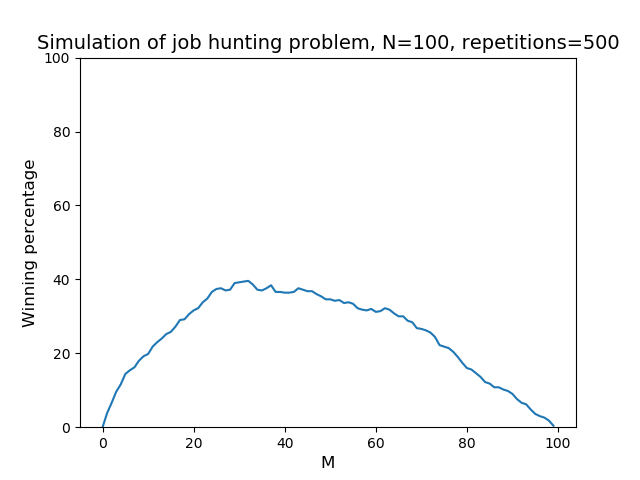 Simulation of job hunting problem, N=100, repetitions=500
100
80
60
40
20
0
Winning percentage
0 20 40 60 80 100
M